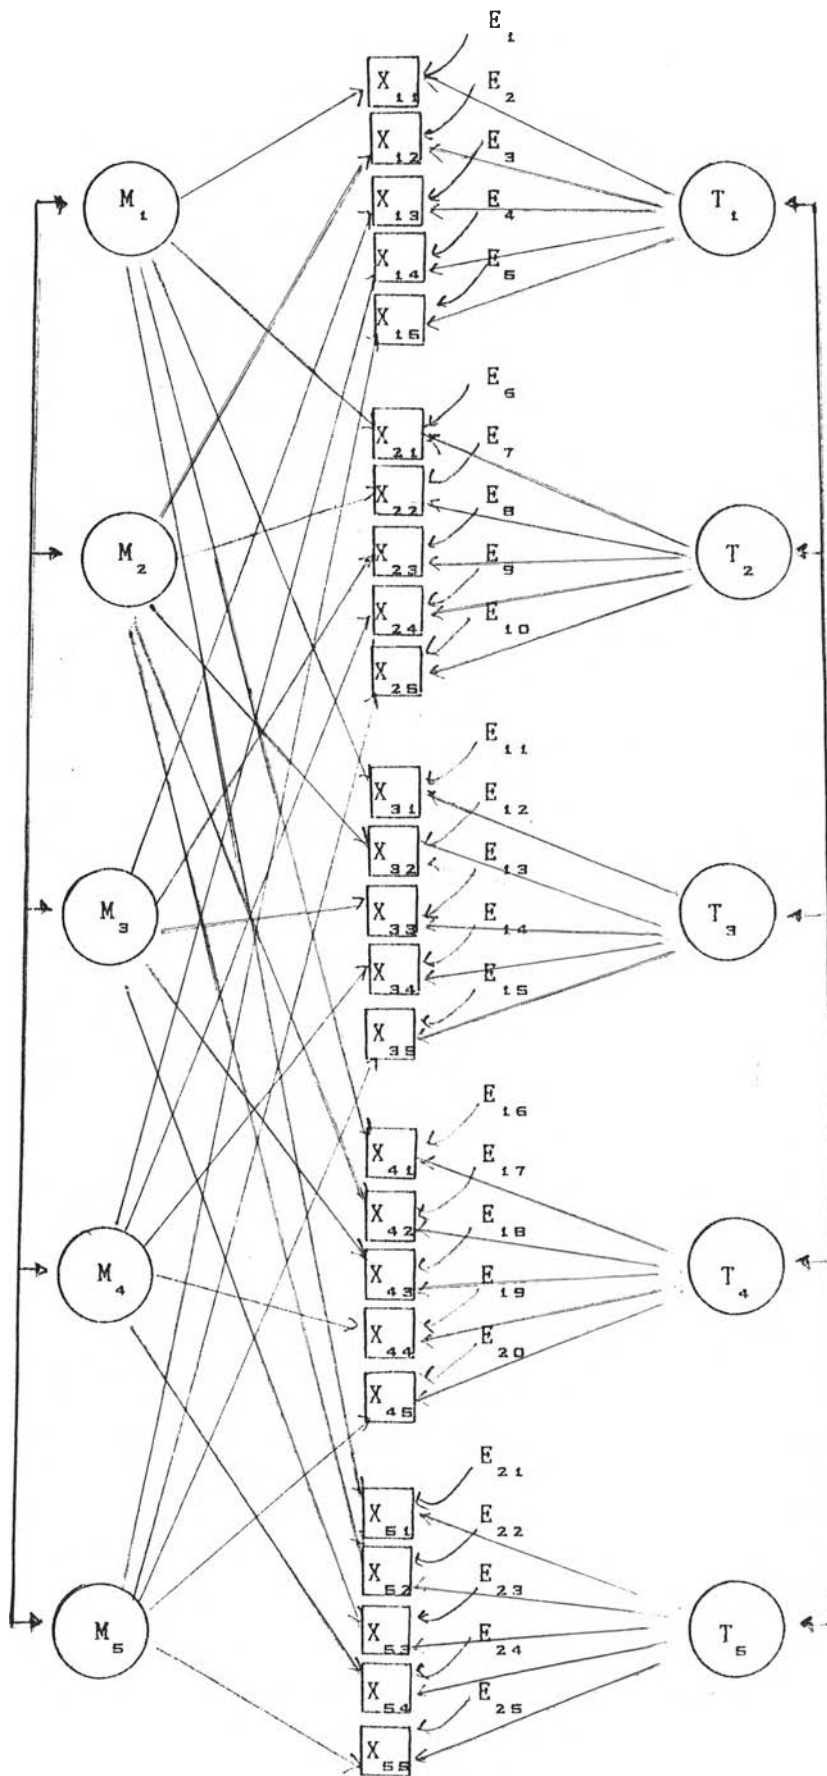 E₁
X₁₁
E₂
X₁₂
E₃
M₁ X₁₃ T₁
E₄
X₁₄
E₅
X₁₅
E₆
X₂₁
E₇
X₂₂
E₈
M₂ X₂₃ T₂
E₉
X₂₄
E₁₀
X₂₅
E₁₁
X₃₁
E₁₂
X₃₂
E₁₃
M₃ X₃₃ T₃
E₁₄
X₃₄
E₁₅
X₃₅
E₁₆
X₄₁
E₁₇
X₄₂
E₁₈
M₄ X₄₃ T₄
E₁₉
X₄₄
E₂₀
X₄₅
E₂₁
X₅₁
E₂₂
X₅₂
E₂₃
M₅ X₅₃ T₅
E₂₄
X₅₄
E₂₅
X₅₅